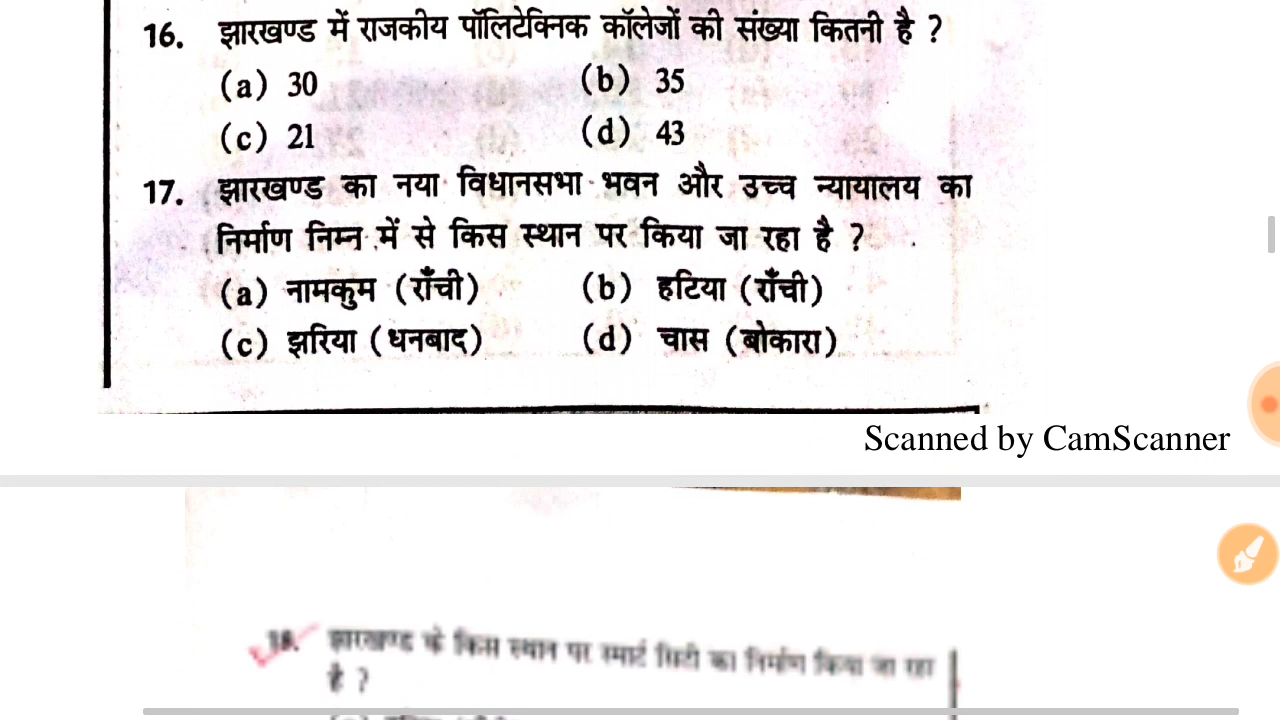 16. झारखण्ड में राजकीय पॉलिटेक्निक कॉलेजों की संख्या कितनी है ?
(a) 30 (b) 35
(c) 21 (d) 43
17. झारखण्ड का नया विधानसभा भवन और उच्च न्यायालय का
निर्माण निम्न में से किस स्थान पर किया जा रहा है ?
(a) नामकुम (राँची) (b) हटिया (राँची)
(c) झरिया (धनबाद) (d) चास (बोकारा)
Scanned by CamScanner
18. झारखण्ड के किस स्थान पर स्मार्ट सिटी का निर्माण किया जा रहा
है ?